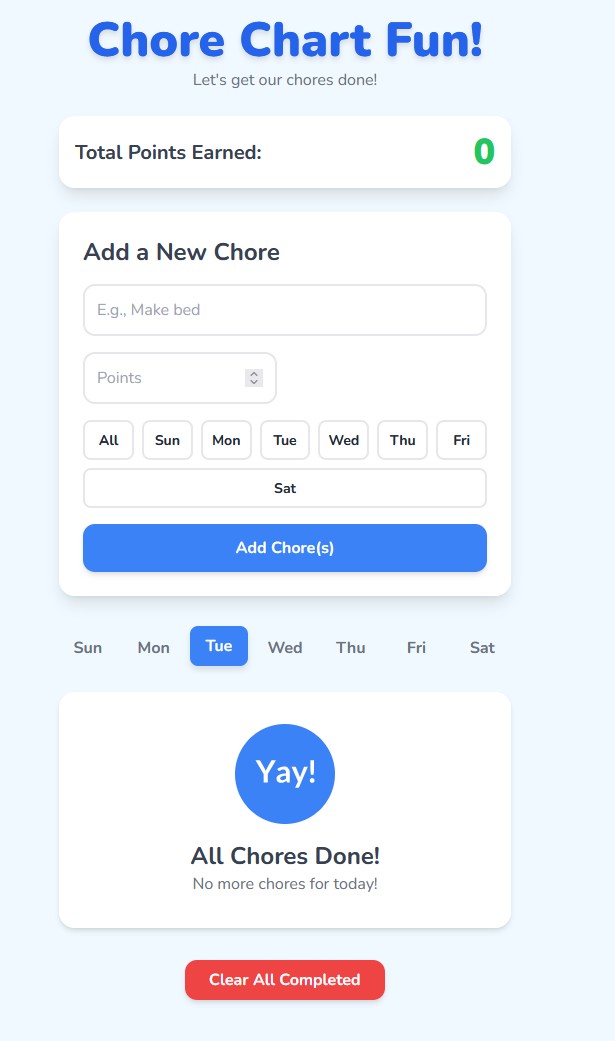 Chore Chart Fun!
Let's get our chores done!
Total Points Earned: 0
Add a New Chore
E.g., Make bed
Points
All Sun Mon Tue Wed Thu Fri
Sat
Add Chore(s)
Sun Mon Tue Wed Thu Fri Sat
Yay!
All Chores Done!
No more chores for today!
Clear All Completed